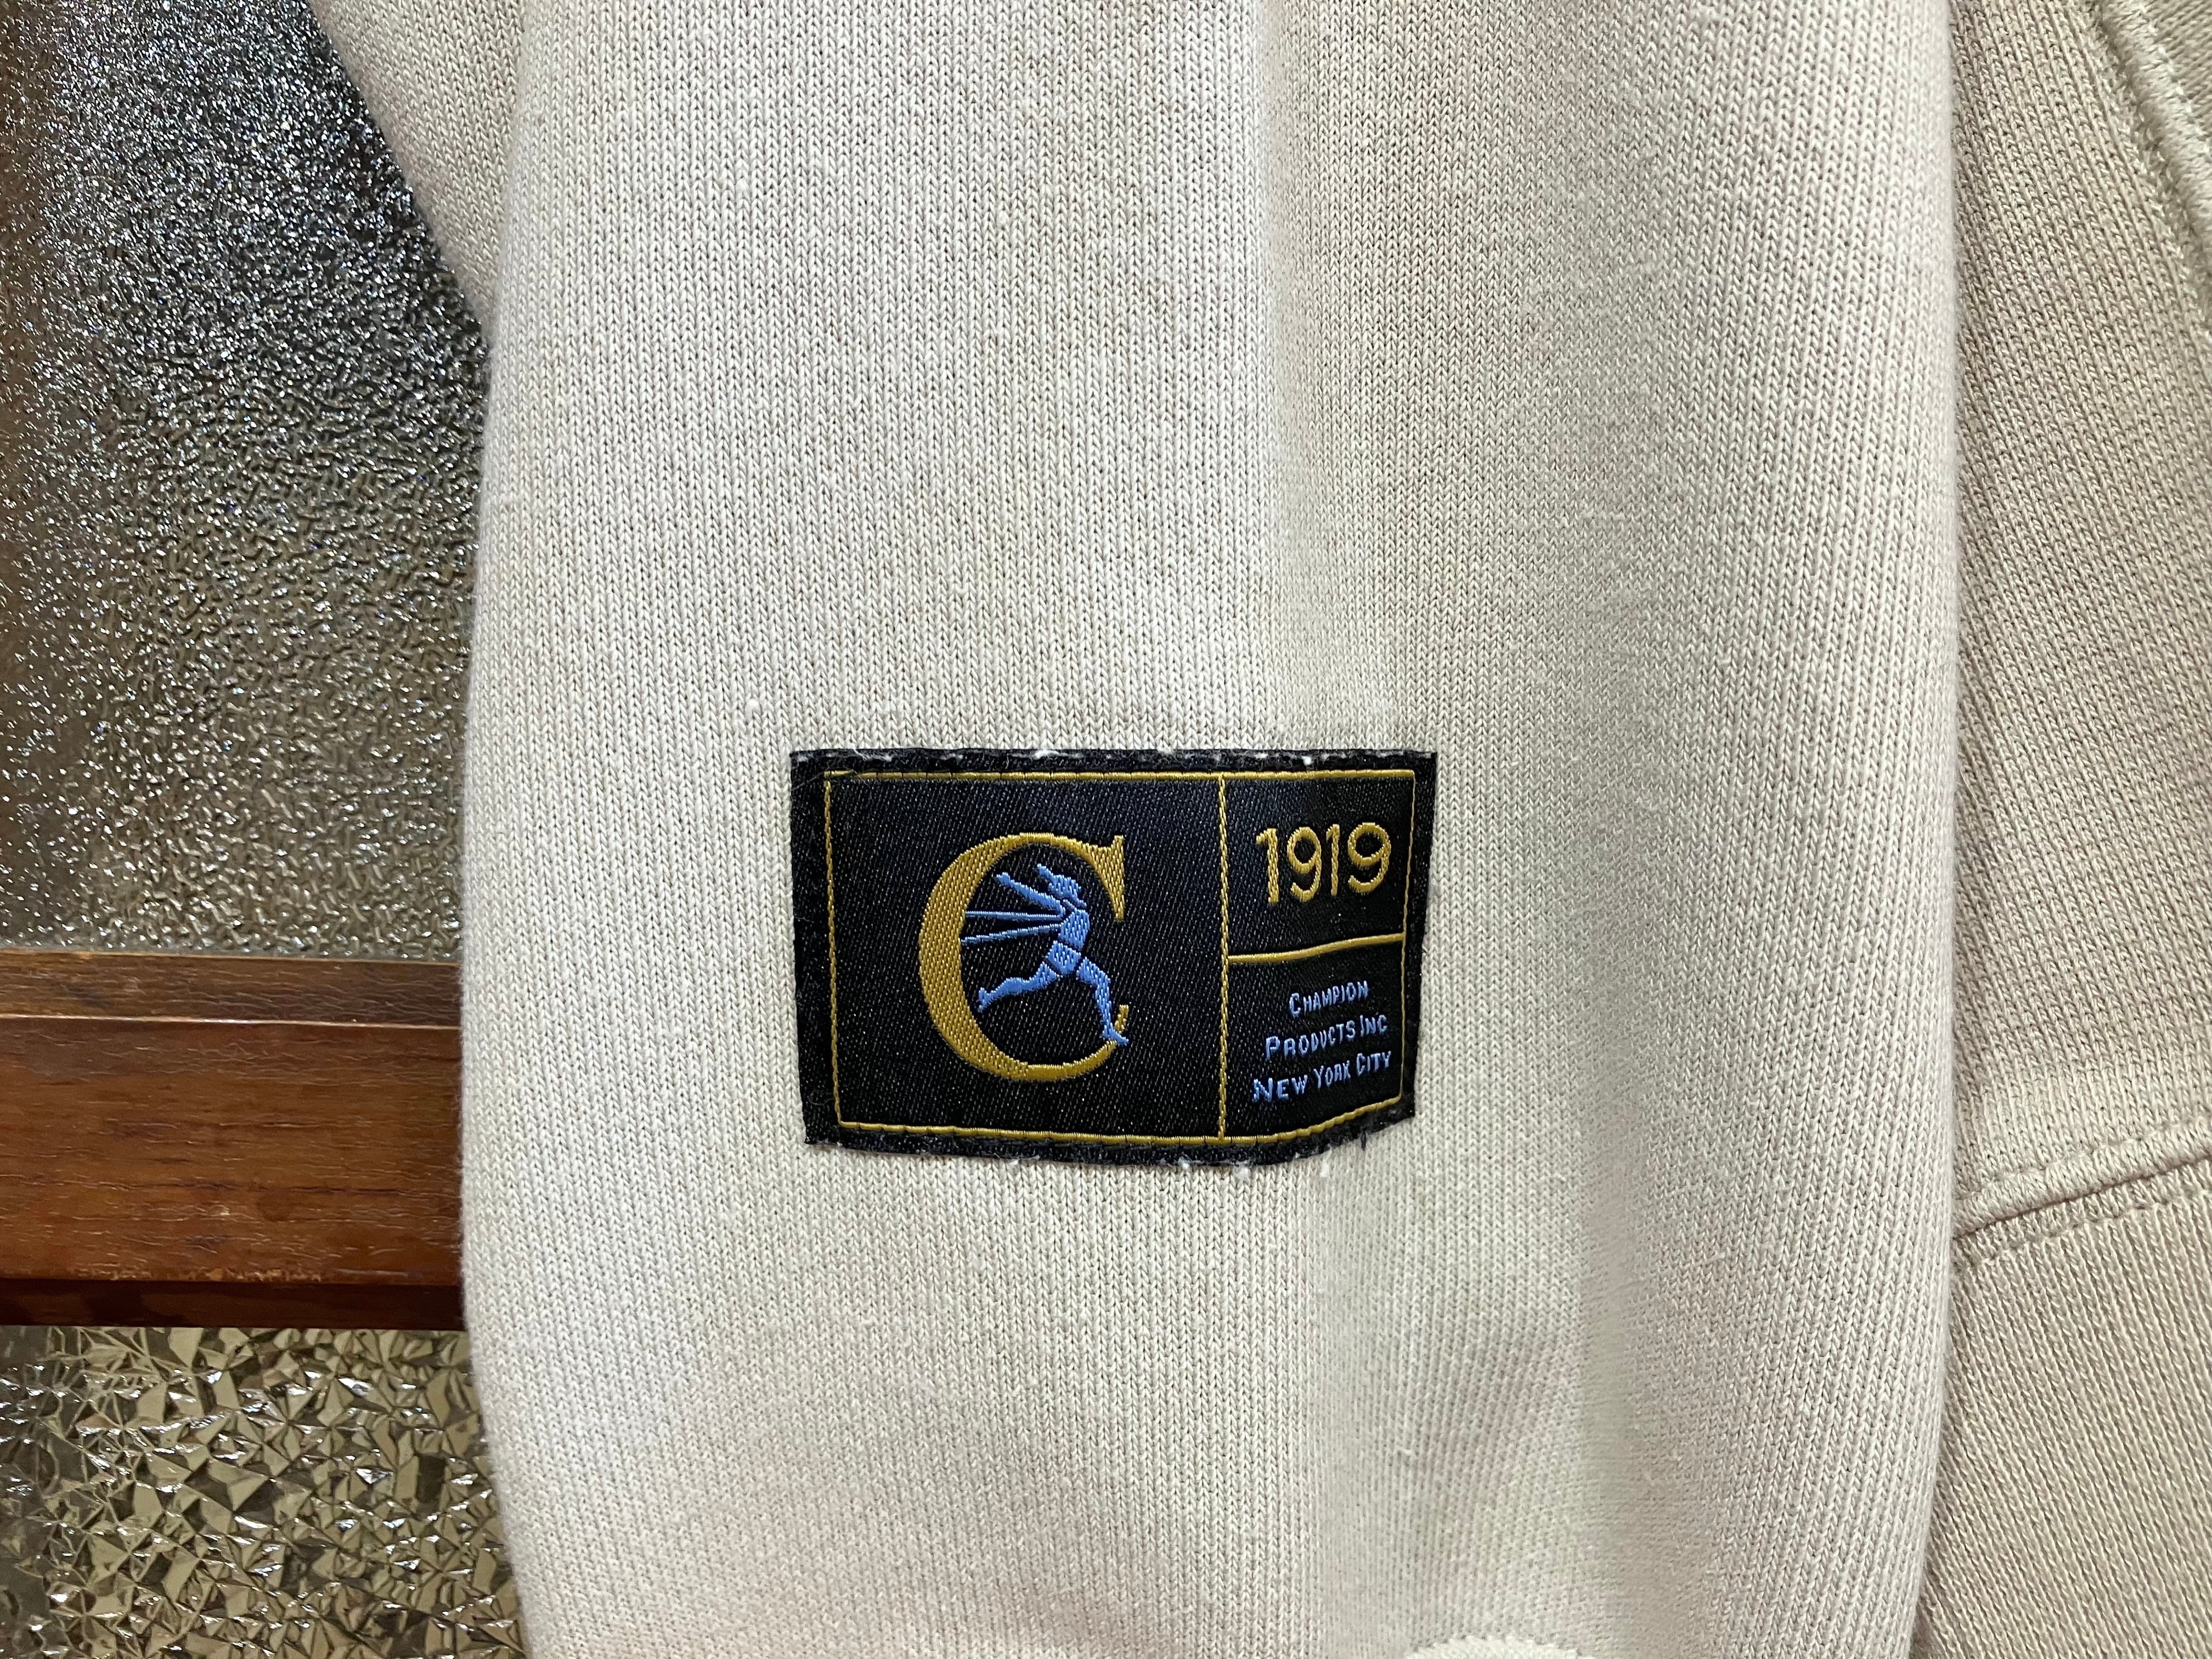 C
1919
CHAMPION
PRODUCTS INC
NEW YORK CITY